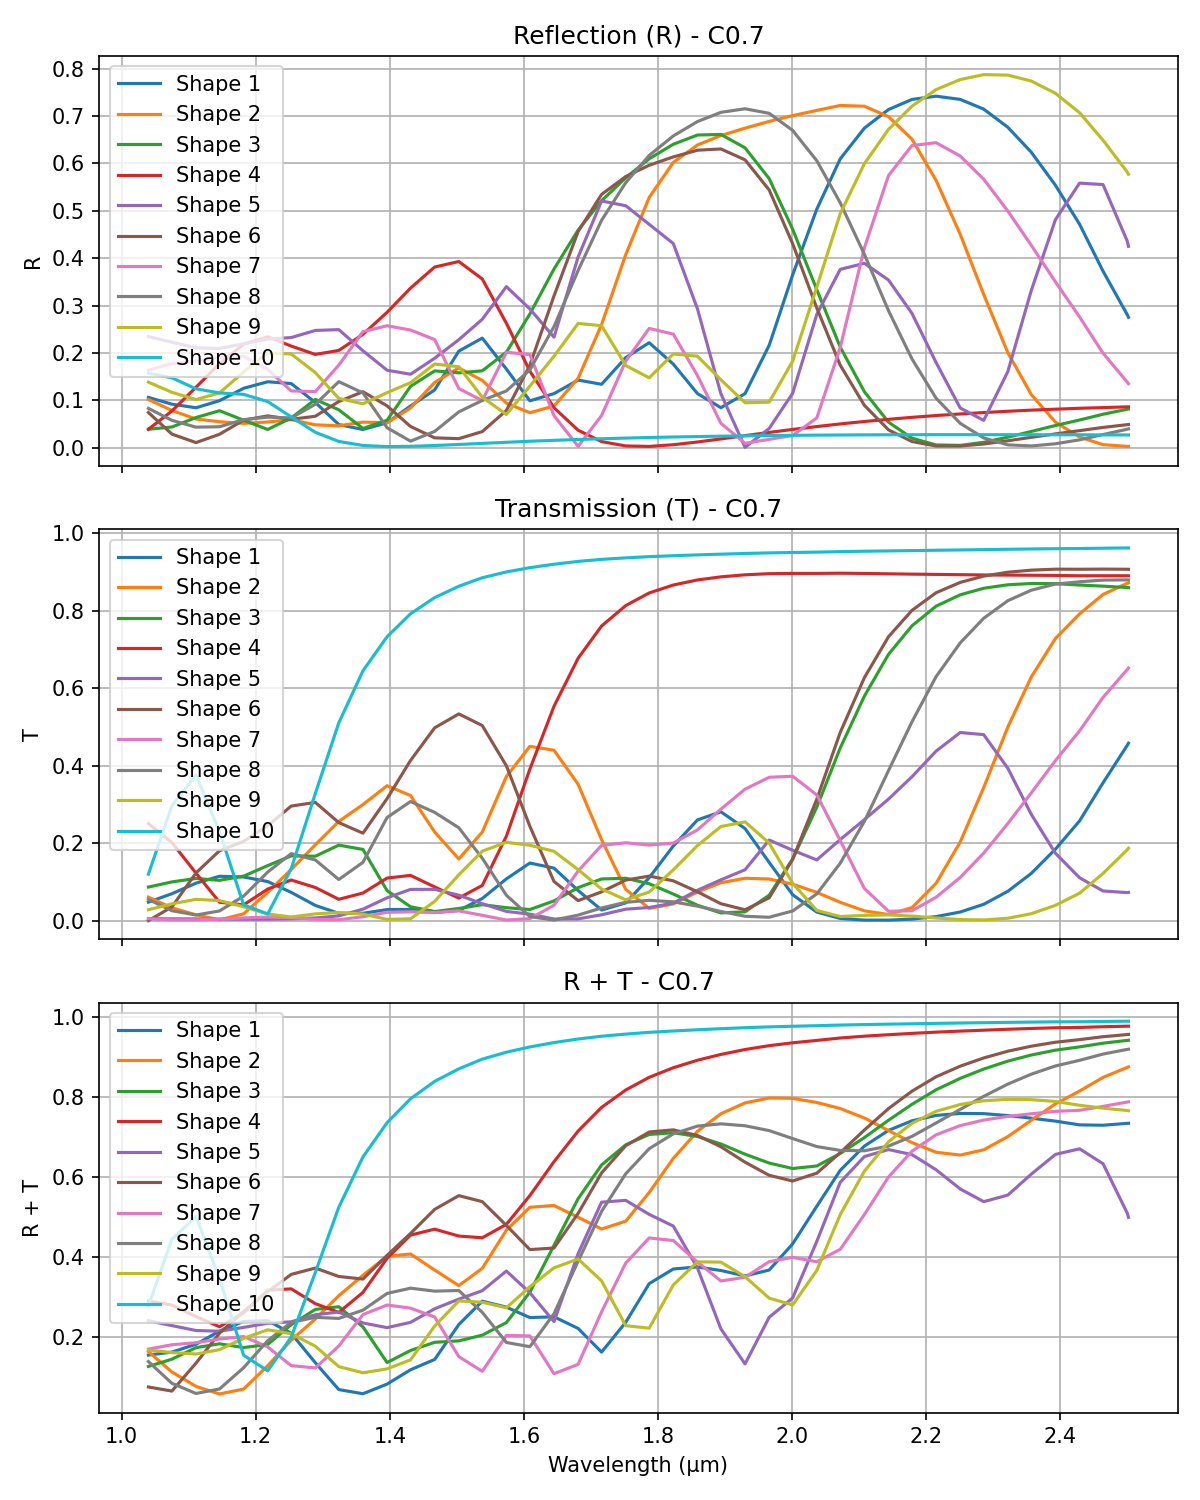 Reflection (R) - C0.7
0.8
0.7
0.6
0.5
0.4
0.3
0.2
0.1
0.0
R
Shape 1
Shape 2
Shape 3
Shape 4
Shape 5
Shape 6
Shape 7
Shape 8
Shape 9
Shape 10
Transmission (T) - C0.7
1.0
0.8
0.6
0.4
0.2
0.0
T
Shape 1
Shape 2
Shape 3
Shape 4
Shape 5
Shape 6
Shape 7
Shape 8
Shape 9
Shape 10
R + T - C0.7
1.0
0.8
0.6
0.4
0.2
R + T
Shape 1
Shape 2
Shape 3
Shape 4
Shape 5
Shape 6
Shape 7
Shape 8
Shape 9
Shape 10
1.0 1.2 1.4 1.6 1.8 2.0 2.2 2.4
Wavelength (μm)